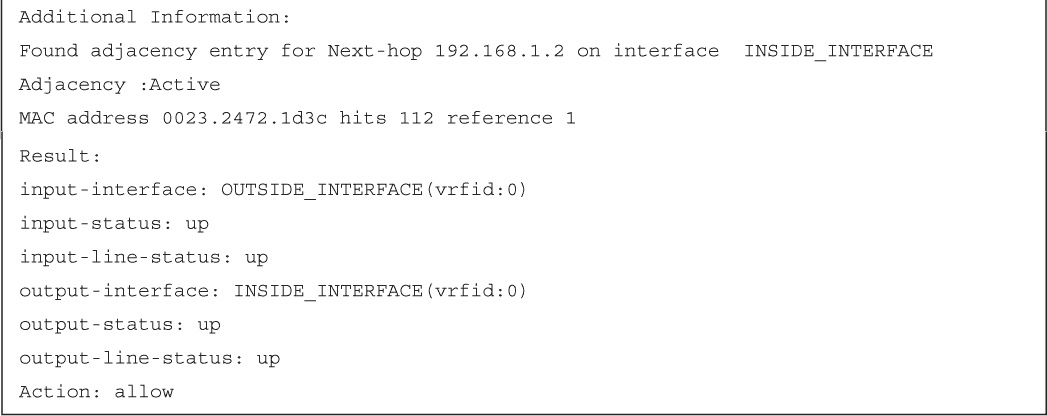 Additional Information:
Found adjacency entry for Next-hop 192.168.1.2 on interface  INSIDE_INTERFACE
Adjacency :Active
MAC address 0023.2472.1d3c hits 112 reference 1
Result:
input-interface: OUTSIDE_INTERFACE(vrfid:0)
input-status: up
input-line-status: up
output-interface: INSIDE_INTERFACE(vrfid:0)
output-status: up
output-line-status: up
Action: allow